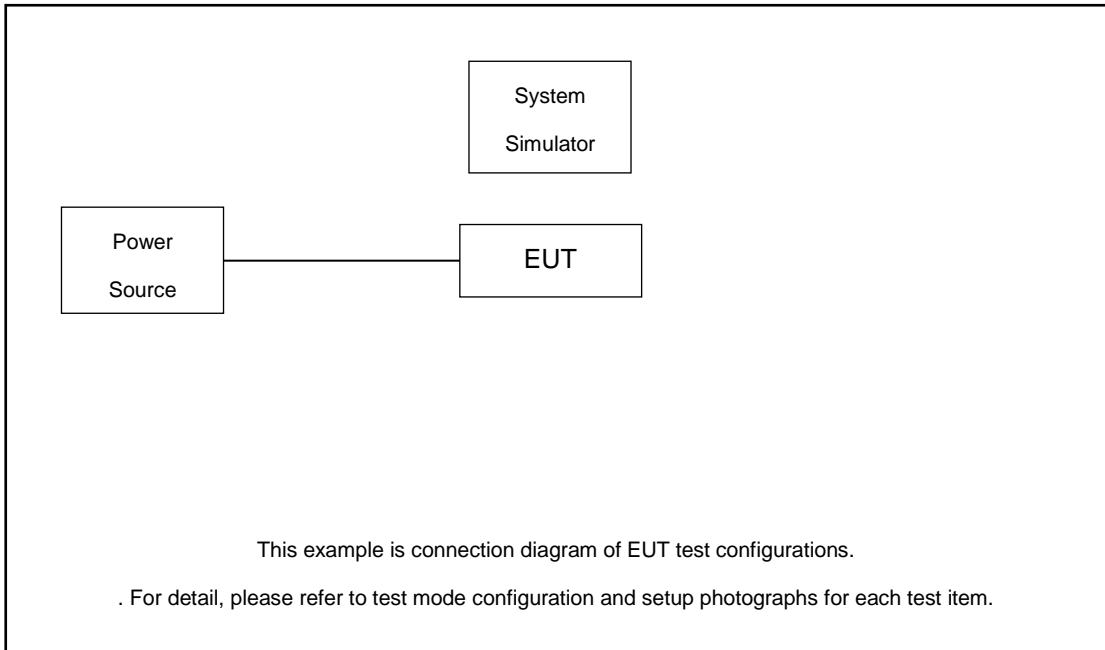 System
Simulator
Power
Source
EUT
This example is connection diagram of EUT test configurations.
. For detail, please refer to test mode configuration and setup photographs for each test item.